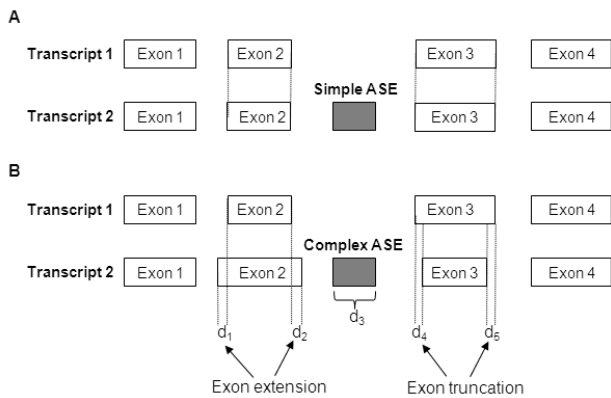 A
Transcript 1 Exon 1 Exon 2 Exon 3 Exon 4
Simple ASE
Transcript 2 Exon 1 Exon 2 Exon 3 Exon 4
B
Transcript 1 Exon 1 Exon 2 Exon 3 Exon 4
Complex ASE
Transcript 2 Exon 1 Exon 2 Exon 3 Exon 4
d1 d2 d3 d4 d5
Exon extension Exon truncation